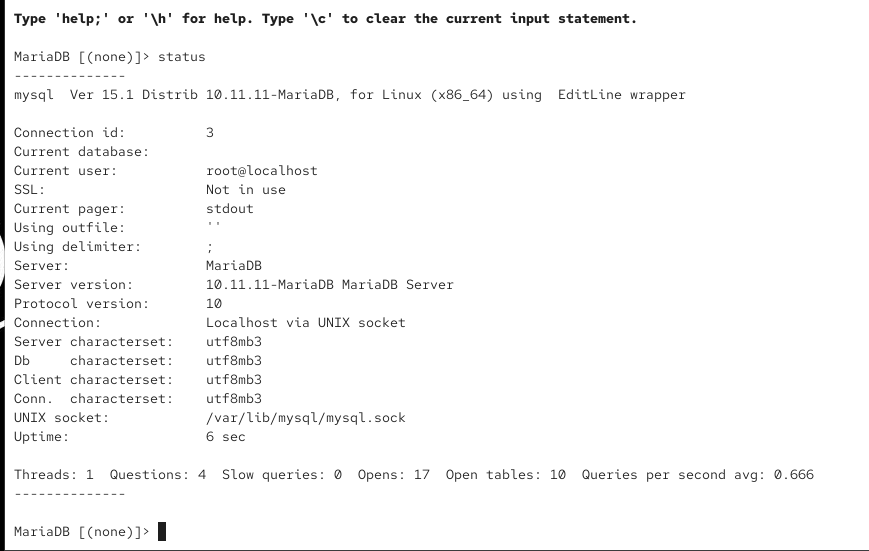 Type 'help;' or '\h' for help. Type '\c' to clear the current input statement.
MariaDB [(none)]> status
--------------
mysql  Ver 15.1 Distrib 10.11.11-MariaDB, for Linux (x86_64) using  EditLine wrapper
Connection id:          3
Current database:
Current user:           root@localhost
SSL:                    Not in use
Current pager:          stdout
Using outfile:          ''
Using delimiter:        ;
Server:                 MariaDB
Server version:         10.11.11-MariaDB MariaDB Server
Protocol version:       10
Connection:             Localhost via UNIX socket
Server characterset:    utf8mb3
Db     characterset:    utf8mb3
Client characterset:    utf8mb3
Conn.  characterset:    utf8mb3
UNIX socket:            /var/lib/mysql/mysql.sock
Uptime:                 6 sec
Threads: 1  Questions: 4  Slow queries: 0  Opens: 17  Open tables: 10  Queries per second avg: 0.666
--------------
MariaDB [(none)]>